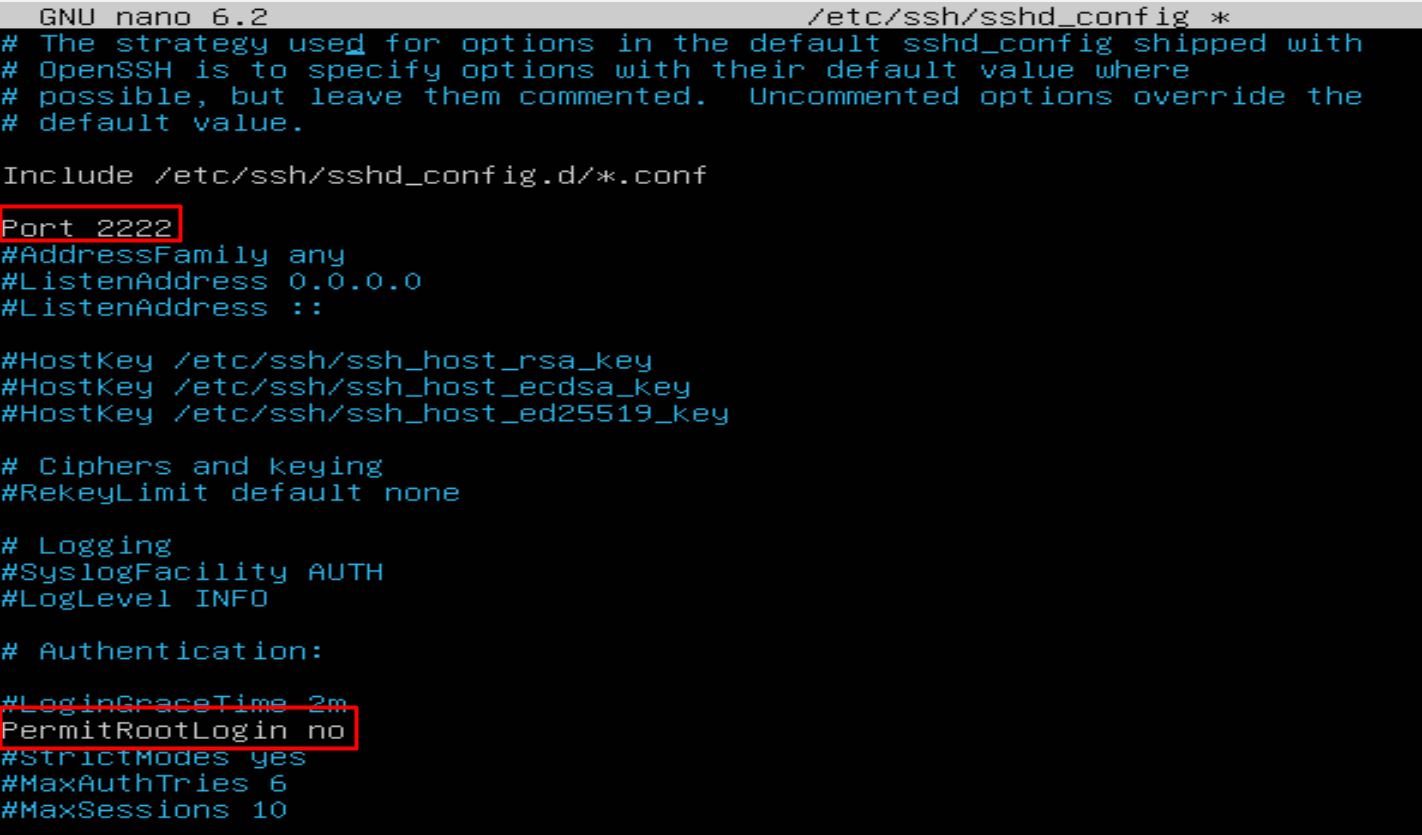 GNU nano 6.2 /etc/ssh/sshd_config *
# The strategy used for options in the default sshd_config shipped with
# OpenSSH is to specify options with their default value where
# possible, but leave them commented.  Uncommented options override the
# default value.
Include /etc/ssh/sshd_config.d/*.conf
Port 2222
#AddressFamily any
#ListenAddress 0.0.0.0
#ListenAddress ::
#HostKey /etc/ssh/ssh_host_rsa_key
#HostKey /etc/ssh/ssh_host_ecdsa_key
#HostKey /etc/ssh/ssh_host_ed25519_key
# Ciphers and keying
#RekeyLimit default none
# Logging
#SyslogFacility AUTH
#LogLevel INFO
# Authentication:
#LoginGraceTime 2m
PermitRootLogin no
#StrictModes yes
#MaxAuthTries 6
#MaxSessions 10